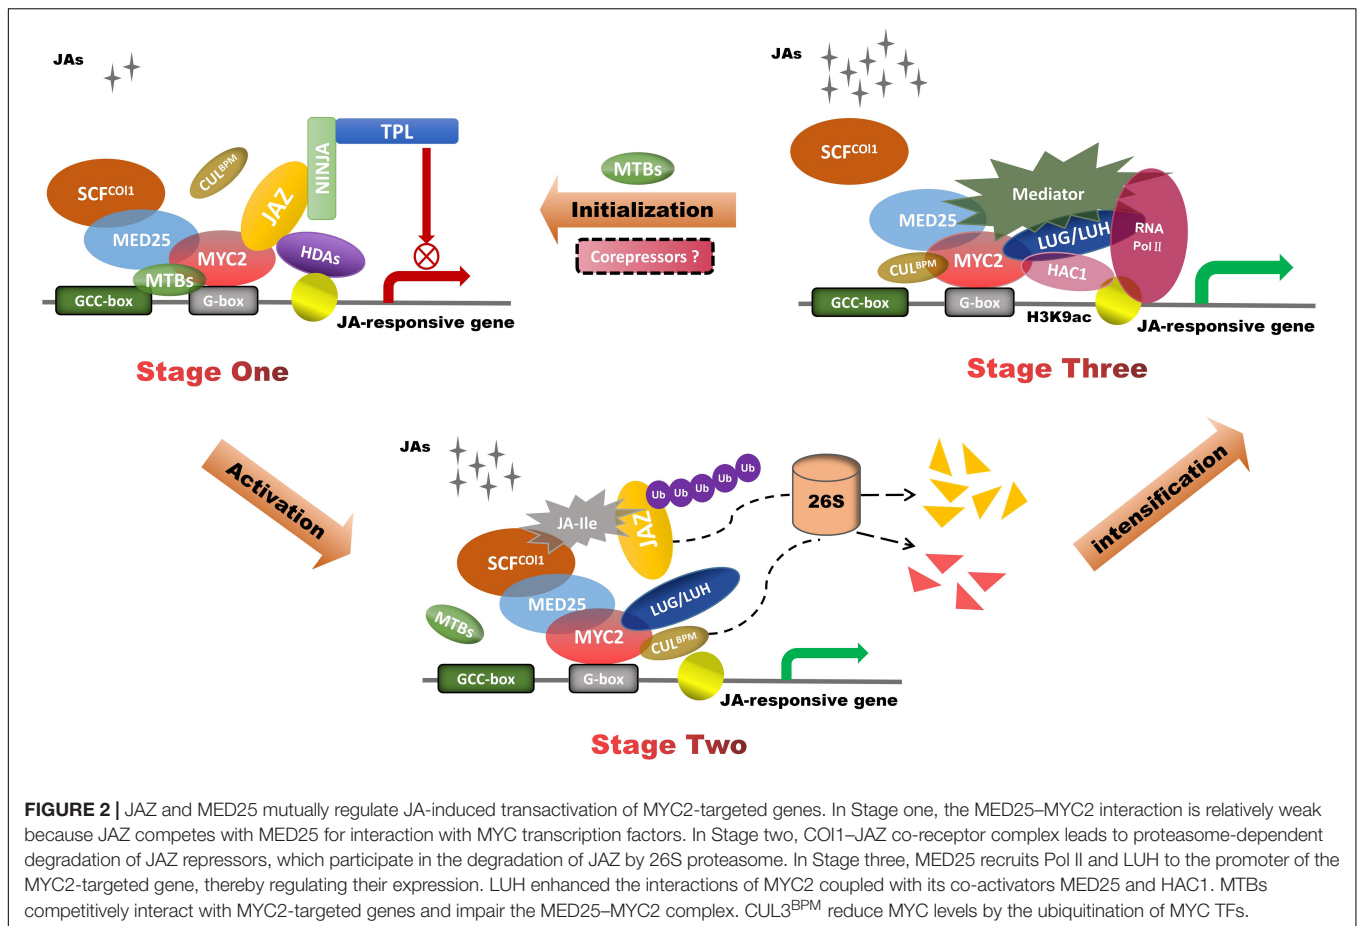 JAs
TPL
NINJA
CULBPM
JAZ
SCFCOI1
MED25
MYC2
HDAs
MTBs
GCC-box
G-box
JA-responsive gene
Stage One
MTBs
Initialization
Corepressors ?
JAs
SCFCOI1
Mediator
MED25
LUG/LUH
RNA
Pol II
CULBPM
MYC2
HAC1
GCC-box
G-box
H3K9ac
JA-responsive gene
Stage Three
Activation
JAs
Ub Ub Ub Ub Ub
JA-Ile
JAZ
26S
SCFCOI1
MED25
LUG/LUH
MTBs
MYC2
CULBPM
GCC-box
G-box
JA-responsive gene
Stage Two
intensification
FIGURE 2 | JAZ and MED25 mutually regulate JA-induced transactivation of MYC2-targeted genes. In Stage one, the MED25–MYC2 interaction is relatively weak
because JAZ competes with MED25 for interaction with MYC transcription factors. In Stage two, COI1–JAZ co-receptor complex leads to proteasome-dependent
degradation of JAZ repressors, which participate in the degradation of JAZ by 26S proteasome. In Stage three, MED25 recruits Pol II and LUH to the promoter of the
MYC2-targeted gene, thereby regulating their expression. LUH enhanced the interactions of MYC2 coupled with its co-activators MED25 and HAC1. MTBs
competitively interact with MYC2-targeted genes and impair the MED25–MYC2 complex. CUL3BPM reduce MYC levels by the ubiquitination of MYC TFs.